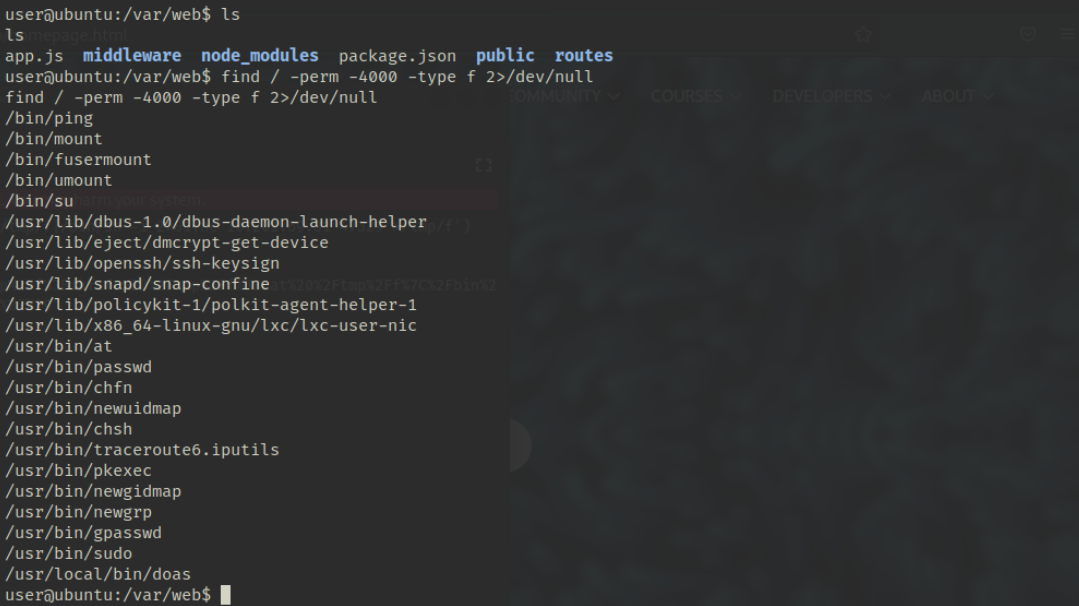 user@ubuntu:/var/web$ ls
ls
app.js middleware node_modules package.json public routes
user@ubuntu:/var/web$ find / -perm -4000 -type f 2>/dev/null
find / -perm -4000 -type f 2>/dev/null
COMMUNITY COURSES DEVELOPERS ABOUT
/bin/ping
/bin/mount
/bin/fusermount
/bin/umount
/bin/su your system.
/usr/lib/dbus-1.0/dbus-daemon-launch-helper
/usr/lib/eject/dmcrypt-get-device
/usr/lib/openssh/ssh-keysign
/usr/lib/snapd/snap-confine
/usr/lib/policykit-1/polkit-agent-helper-1
/usr/lib/x86_64-linux-gnu/lxc/lxc-user-nic
/usr/bin/at
/usr/bin/passwd
/usr/bin/chfn
/usr/bin/newuidmap
/usr/bin/chsh
/usr/bin/traceroute6.iputils
/usr/bin/pkexec
/usr/bin/newgidmap
/usr/bin/newgrp
/usr/bin/gpasswd
/usr/bin/sudo
/usr/local/bin/doas
user@ubuntu:/var/web$